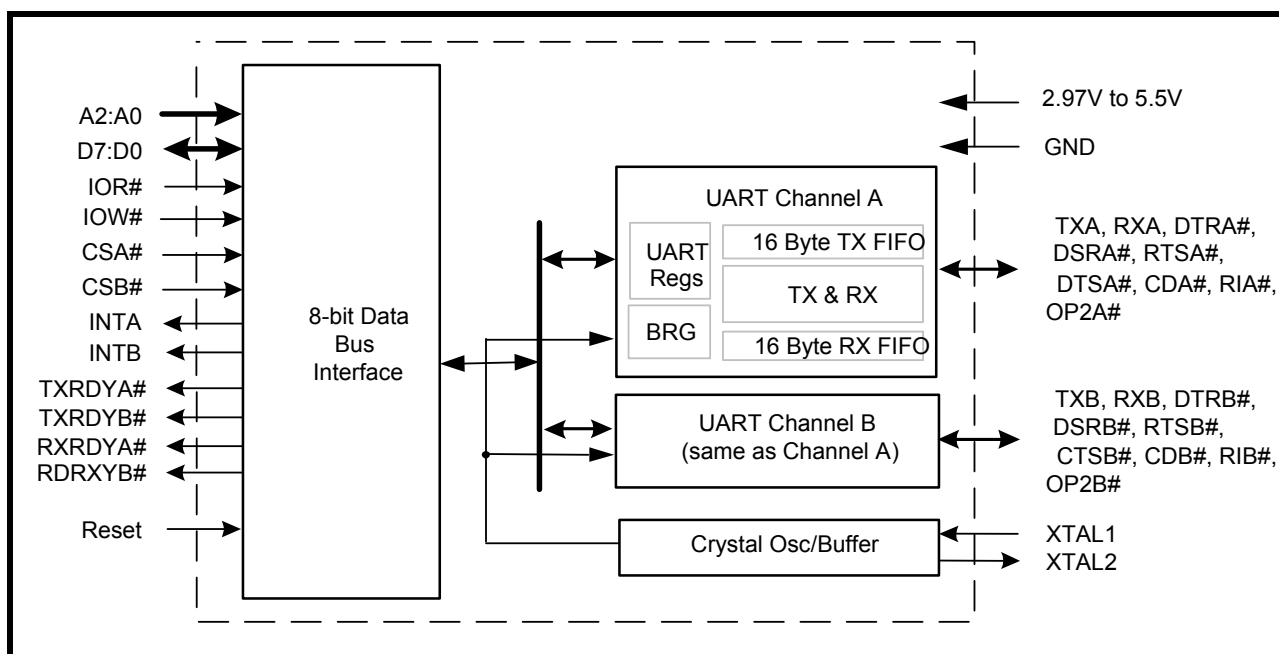 A2:A0
D7:D0
IOR#
IOW#
CSA#
CSB#
INTA
INTB
TXRDYA#
TXRDYB#
RXRDYA#
RDRXYB#
Reset
8-bit Data
Bus
Interface
UART Channel A
UART
Regs
BRG
16 Byte TX FIFO
TX & RX
16 Byte RX FIFO
UART Channel B
(same as Channel A)
Crystal Osc/Buffer
2.97V to 5.5V
GND
TXA, RXA, DTRA#,
DSRA#, RTSA#,
DTSA#, CDA#, RIA#,
OP2A#
TXB, RXB, DTRB#,
DSRB#, RTSB#,
CTSB#, CDB#, RIB#,
OP2B#
XTAL1
XTAL2